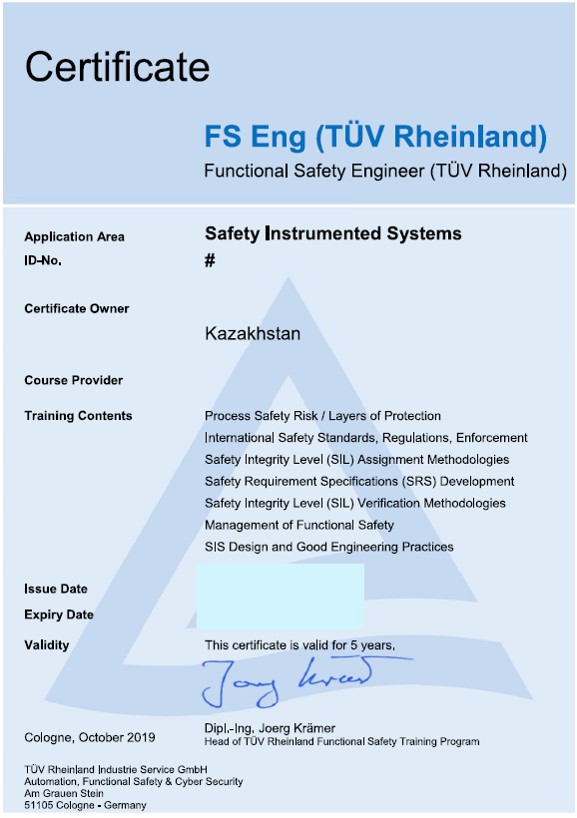 Certificate
FS Eng (TÜV Rheinland)
Functional Safety Engineer (TÜV Rheinland)
Application Area Safety Instrumented Systems
ID-No. #
Certificate Owner
Kazakhstan
Course Provider
Training Contents Process Safety Risk / Layers of Protection
International Safety Standards, Regulations, Enforcement
Safety Integrity Level (SIL) Assignment Methodologies
Safety Requirement Specifications (SRS) Development
Safety Integrity Level (SIL) Verification Methodologies
Management of Functional Safety
SIS Design and Good Engineering Practices
Issue Date
Expiry Date
Validity This certificate is valid for 5 years.
Dipl.-Ing. Joerg Krämer
Cologne, October 2019 Head of TÜV Rheinland Functional Safety Training Program
TÜV Rheinland Industrie Service GmbH
Automation, Functional Safety & Cyber Security
Am Grauen Stein
51105 Cologne - Germany